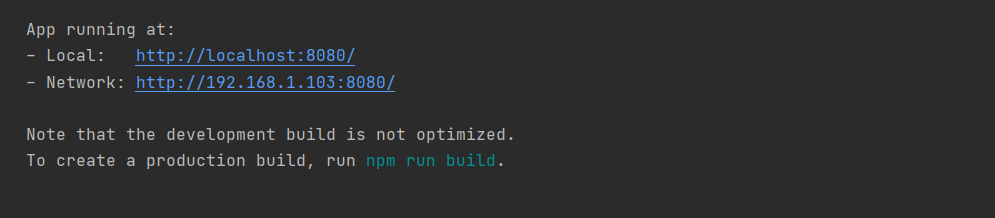 App running at:
- Local:   http://localhost:8080/
- Network: http://192.168.1.103:8080/
Note that the development build is not optimized.
To create a production build, run npm run build.